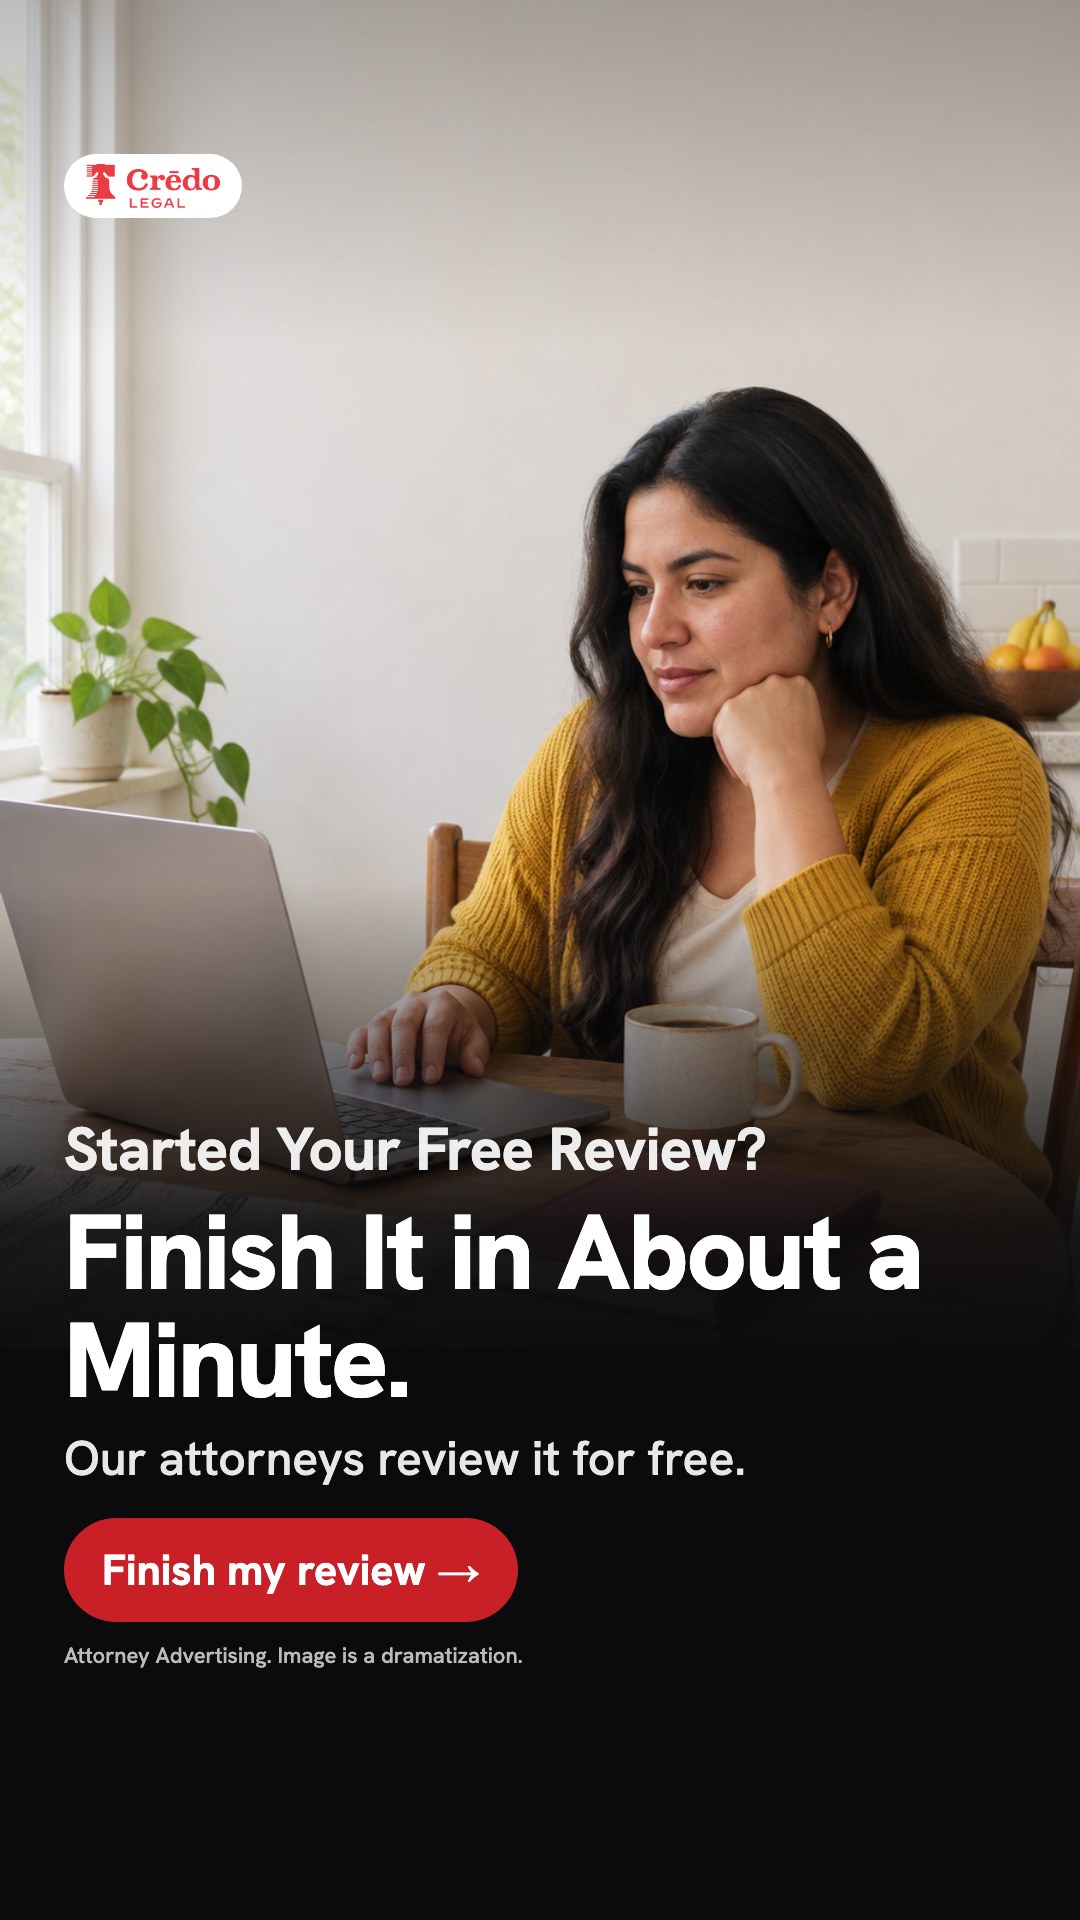 Crēdo
LEGAL
Started Your Free Review?
Finish It in About a
Minute.
Our attorneys review it for free.
Finish my review →
Attorney Advertising. Image is a dramatization.